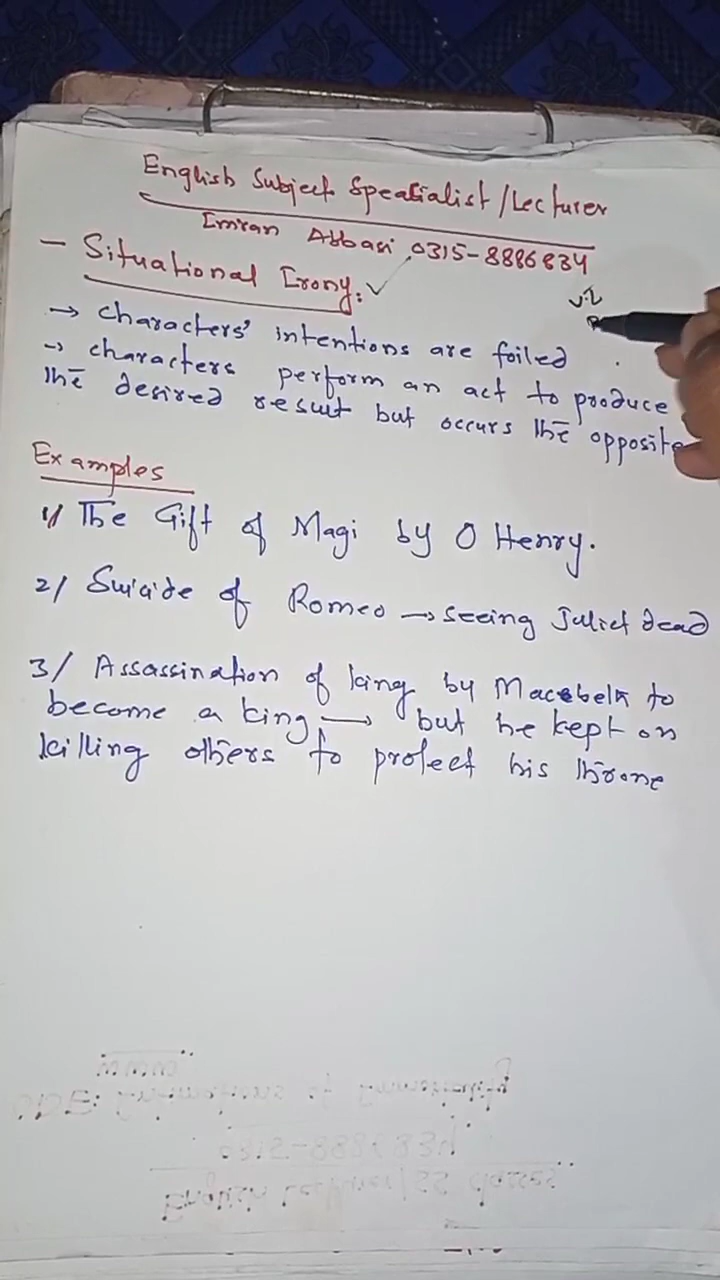 English Subject Specialist/Lecturer
Imran Abbasi 0315-8886834
- Situational Irony:
→ characters' intentions are foiled
→ characters perform an act to produce
the desired result but occurs the opposite
Examples
1/ The Gift of Magi by O Henry.
2/ Suicide of Romeo → seeing Juliet dead
3/ Assassination of king by Macbeth to
become a king → but he kept on
killing others to protect his throne